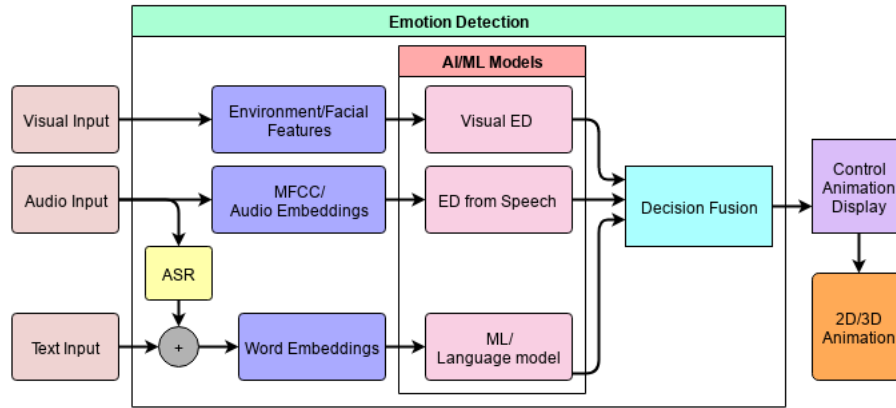 Emotion Detection
AI/ML Models
Visual Input
Environment/Facial
Features
Visual ED
Audio Input
MFCC/
Audio Embeddings
ED from Speech
Decision Fusion
Control
Animation
Display
ASR
Text Input
+
Word Embeddings
ML/
Language model
2D/3D
Animation